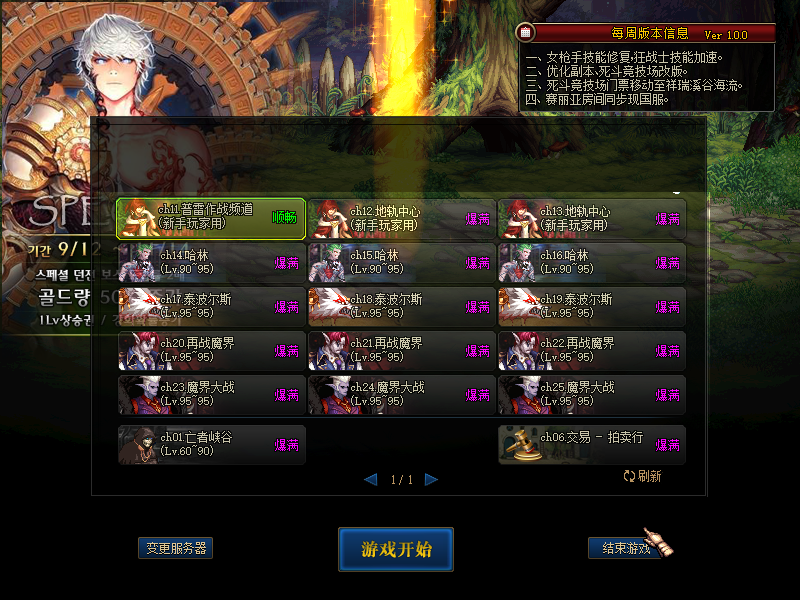 每周版本信息 Ver 1.0.0
一、女枪手技能修复,狂战士技能加速。
二、优化副本、死斗竞技场改版。
三、死斗竞技场门票移动至祥瑞溪谷海流。
四、赛丽亚房间同步现国服。
SPE
기간 9/12
스페셜 던전 보스
골드량 50
1Lv상승권 /
ch11.普雷作战频道
(新手玩家用)
顺畅
ch12.地轨中心
(新手玩家用)
爆满
ch13.地轨中心
(新手玩家用)
爆满
ch14.哈林
(Lv.90~95)
爆满
ch15.哈林
(Lv.90~95)
爆满
ch16.哈林
(Lv.90~95)
爆满
ch17.泰波尔斯
(Lv.95~95)
爆满
ch18.泰波尔斯
(Lv.95~95)
爆满
ch19.泰波尔斯
(Lv.95~95)
爆满
ch20.再战魔界
(Lv.95~95)
爆满
ch21.再战魔界
(Lv.95~95)
爆满
ch22.再战魔界
(Lv.95~95)
爆满
ch23.魔界大战
(Lv.95~95)
爆满
ch24.魔界大战
(Lv.95~95)
爆满
ch25.魔界大战
(Lv.95~95)
爆满
ch01.亡者峡谷
(Lv.60~90)
爆满
ch06.交易 - 拍卖行
爆满
1/1
刷新
变更服务器
游戏开始
结束游戏